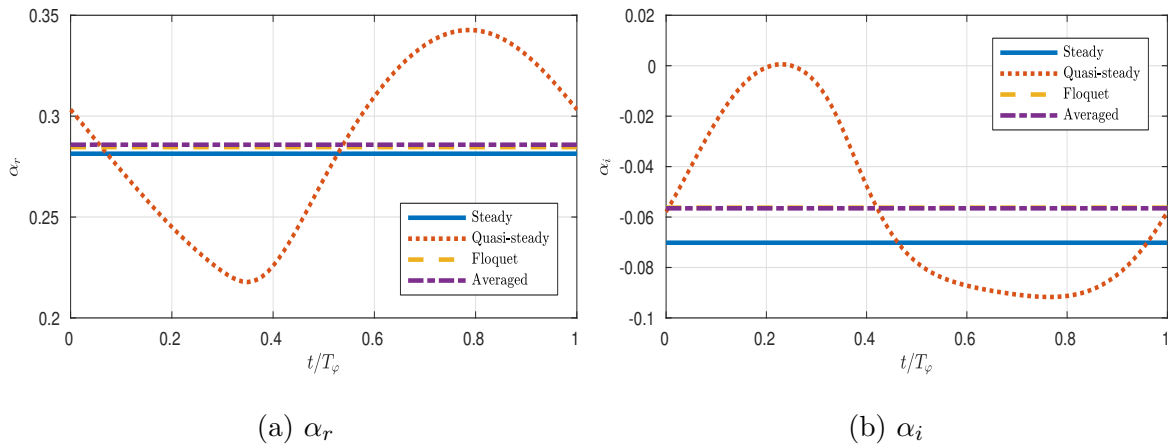 0.35
0.3
0.25
0.2
α_r
0 0.2 0.4 0.6 0.8 1
t/T_φ
Steady
Quasi-steady
Floquet
Averaged
(a) α_r
0.02
0
-0.02
-0.04
-0.06
-0.08
-0.1
α_i
0 0.2 0.4 0.6 0.8 1
t/T_φ
Steady
Quasi-steady
Floquet
Averaged
(b) α_i